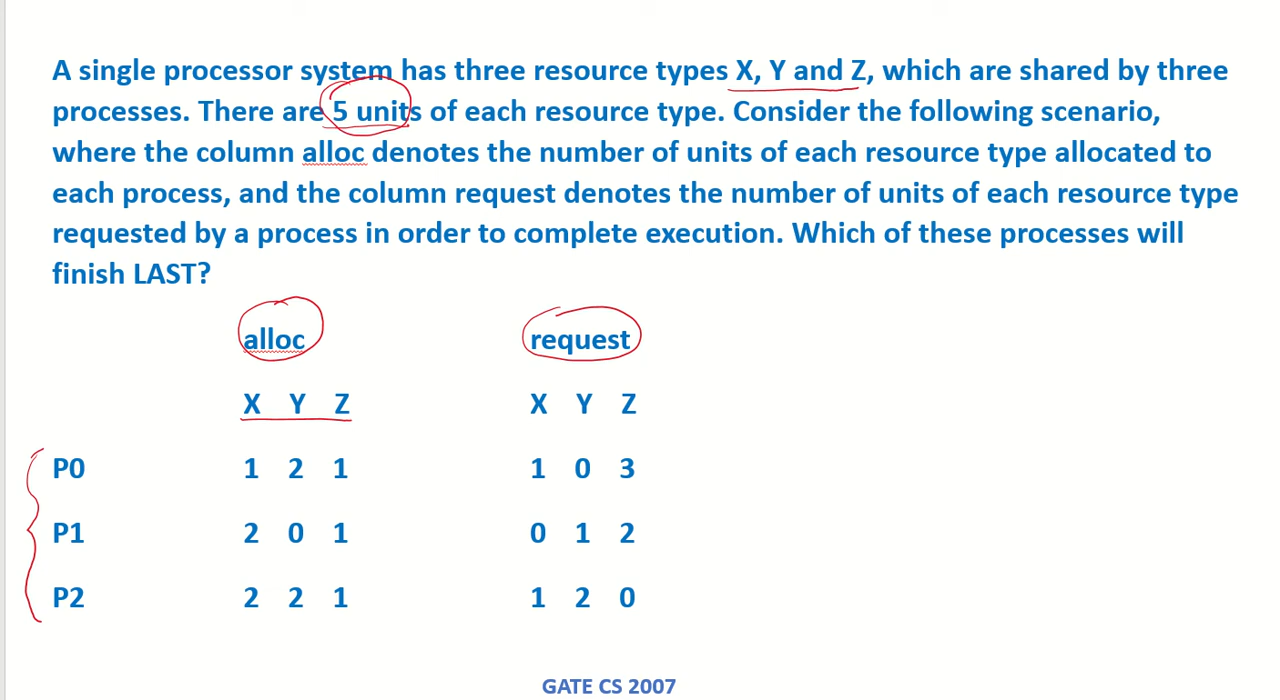 A single processor system has three resource types X, Y and Z, which are shared by three
processes. There are 5 units of each resource type. Consider the following scenario,
where the column alloc denotes the number of units of each resource type allocated to
each process, and the column request denotes the number of units of each resource type
requested by a process in order to complete execution. Which of these processes will
finish LAST?
alloc request
X Y Z X Y Z
P0 1 2 1 1 0 3
P1 2 0 1 0 1 2
P2 2 2 1 1 2 0
GATE CS 2007